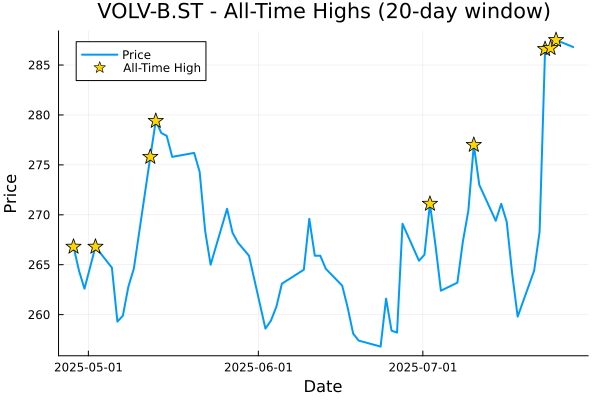 VOLV-B.ST - All-Time Highs (20-day window)
Price
All-Time High
285
280
275
270
265
260
Price
2025-05-01
2025-06-01
2025-07-01
Date